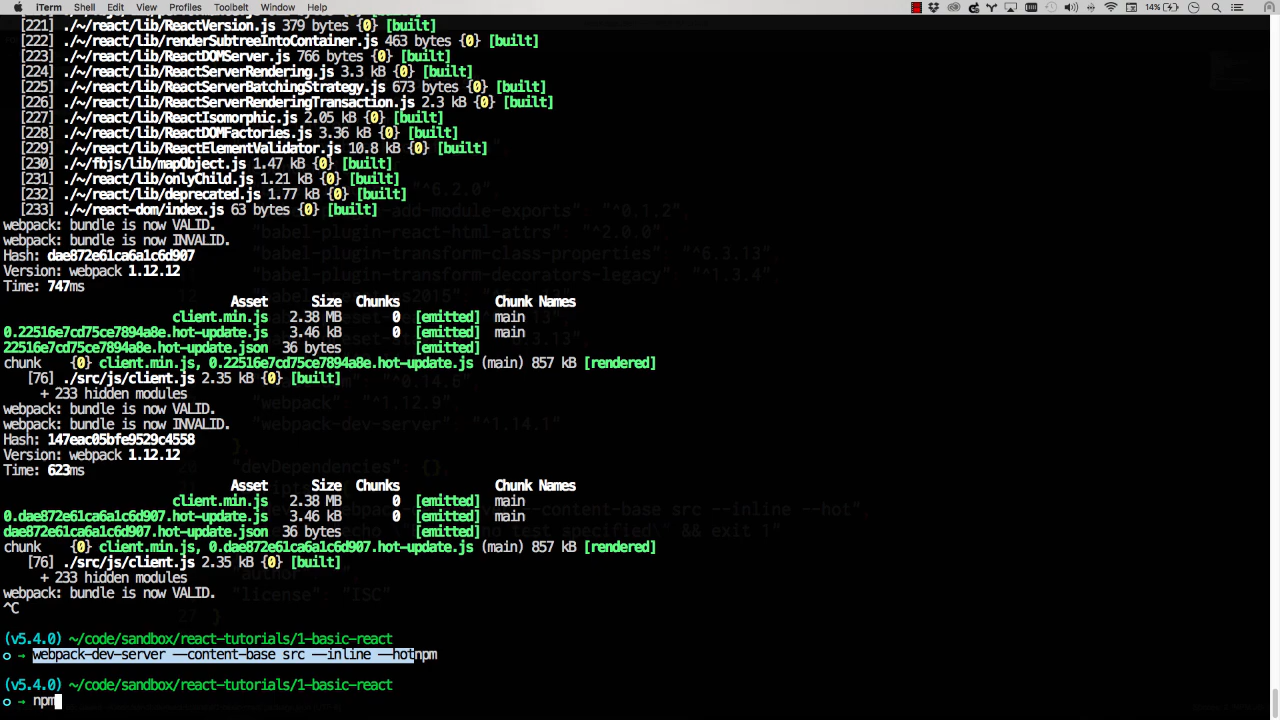 iTerm Shell Edit View Profiles Toolbelt Window Help 14%
[221] ./~/react/lib/ReactVersion.js 379 bytes {0} [built]
[222] ./~/react/lib/renderSubtreeIntoContainer.js 463 bytes {0} [built]
[223] ./~/react/lib/ReactDOMServer.js 766 bytes {0} [built]
[224] ./~/react/lib/ReactServerRendering.js 3.3 kB {0} [built]
[225] ./~/react/lib/ReactServerBatchingStrategy.js 673 bytes {0} [built]
[226] ./~/react/lib/ReactServerRenderingTransaction.js 2.3 kB {0} [built]
[227] ./~/react/lib/ReactIsomorphic.js 2.05 kB {0} [built]
[228] ./~/react/lib/ReactDOMFactories.js 3.36 kB {0} [built]
[229] ./~/react/lib/ReactElementValidator.js 10.8 kB {0} [built]
[230] ./~/fbjs/lib/mapObject.js 1.47 kB {0} [built]
[231] ./~/react/lib/onlyChild.js 1.21 kB {0} [built]
[232] ./~/react/lib/deprecated.js 1.77 kB {0} [built]
[233] ./~/react-dom/index.js 63 bytes {0} [built]
webpack: bundle is now VALID.
webpack: bundle is now INVALID.
Hash: dae872e61ca6a1c6d907
Version: webpack 1.12.12
Time: 747ms
Asset Size Chunks Chunk Names
client.min.js 2.38 MB 0 [emitted] main
0.22516e7cd75ce7894a8e.hot-update.js 3.46 kB 0 [emitted] main
22516e7cd75ce7894a8e.hot-update.json 36 bytes [emitted]
chunk {0} client.min.js, 0.22516e7cd75ce7894a8e.hot-update.js (main) 857 kB [rendered]
[76] ./src/js/client.js 2.35 kB {0} [built]
+ 233 hidden modules
webpack: bundle is now VALID.
webpack: bundle is now INVALID.
Hash: 147eac05bfe9529c4558
Version: webpack 1.12.12
Time: 623ms
Asset Size Chunks Chunk Names
client.min.js 2.38 MB 0 [emitted] main
0.dae872e61ca6a1c6d907.hot-update.js 3.46 kB 0 [emitted] main
dae872e61ca6a1c6d907.hot-update.json 36 bytes [emitted]
chunk {0} client.min.js, 0.dae872e61ca6a1c6d907.hot-update.js (main) 857 kB [rendered]
[76] ./src/js/client.js 2.35 kB {0} [built]
+ 233 hidden modules
webpack: bundle is now VALID.
^C
(v5.4.0) ~/code/sandbox/react-tutorials/1-basic-react
○ → webpack-dev-server --content-base src --inline --hotnpm
(v5.4.0) ~/code/sandbox/react-tutorials/1-basic-react
○ → npm